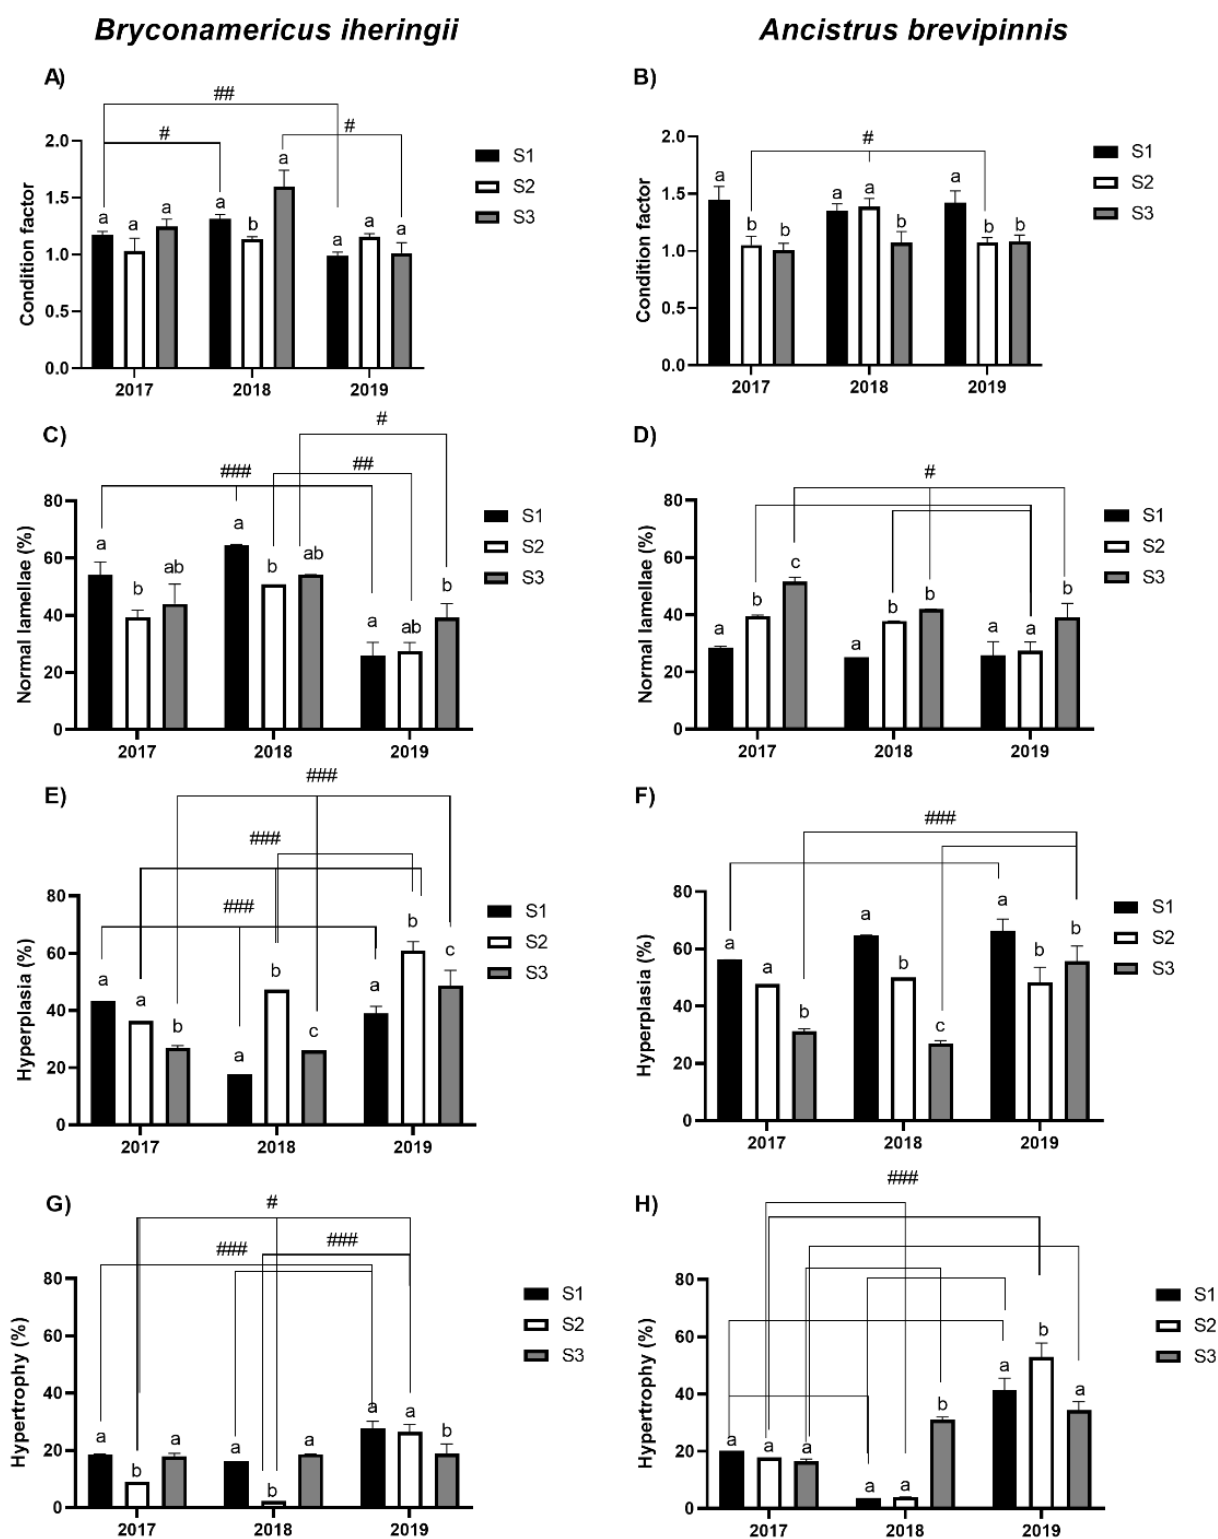 Bryconamericus iheringii
Ancistrus brevipinnis
A)
##
#
#
2.0
1.5
1.0
0.5
0.0
Condition factor
a a a
a b a
a a a
2017 2018 2019
S1
S2
S3
B)
#
2.0
1.5
1.0
0.5
0.0
Condition factor
a b b
a a b
a b b
2017 2018 2019
S1
S2
S3
C)
#
##
###
80
60
40
20
0
Normal lamellae (%)
a b ab
a b ab
a ab b
2017 2018 2019
S1
S2
S3
D)
#
80
60
40
20
0
Normal lamellae (%)
a b c
a b b
a a b
2017 2018 2019
S1
S2
S3
E)
###
###
###
80
60
40
20
0
Hyperplasia (%)
a a b
a b c
a b c
2017 2018 2019
S1
S2
S3
F)
###
80
60
40
20
0
Hyperplasia (%)
a a b
a b c
a b b
2017 2018 2019
S1
S2
S3
G)
#
###
###
80
60
40
20
0
Hypertrophy (%)
a b a
a b a
a a b
2017 2018 2019
S1
S2
S3
H)
###
80
60
40
20
0
Hypertrophy (%)
a a a
a a b
a b a
2017 2018 2019
S1
S2
S3